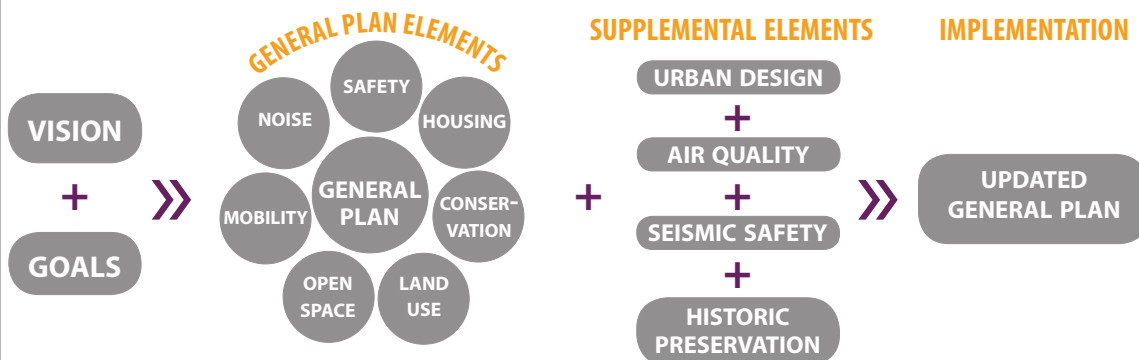 VISION
+
GOALS
»
GENERAL PLAN ELEMENTS
SAFETY
HOUSING
CONSER-
VATION
LAND
USE
OPEN
SPACE
MOBILITY
NOISE
GENERAL
PLAN
+
SUPPLEMENTAL ELEMENTS
URBAN DESIGN
+
AIR QUALITY
+
SEISMIC SAFETY
+
HISTORIC
PRESERVATION
»
IMPLEMENTATION
UPDATED
GENERAL PLAN